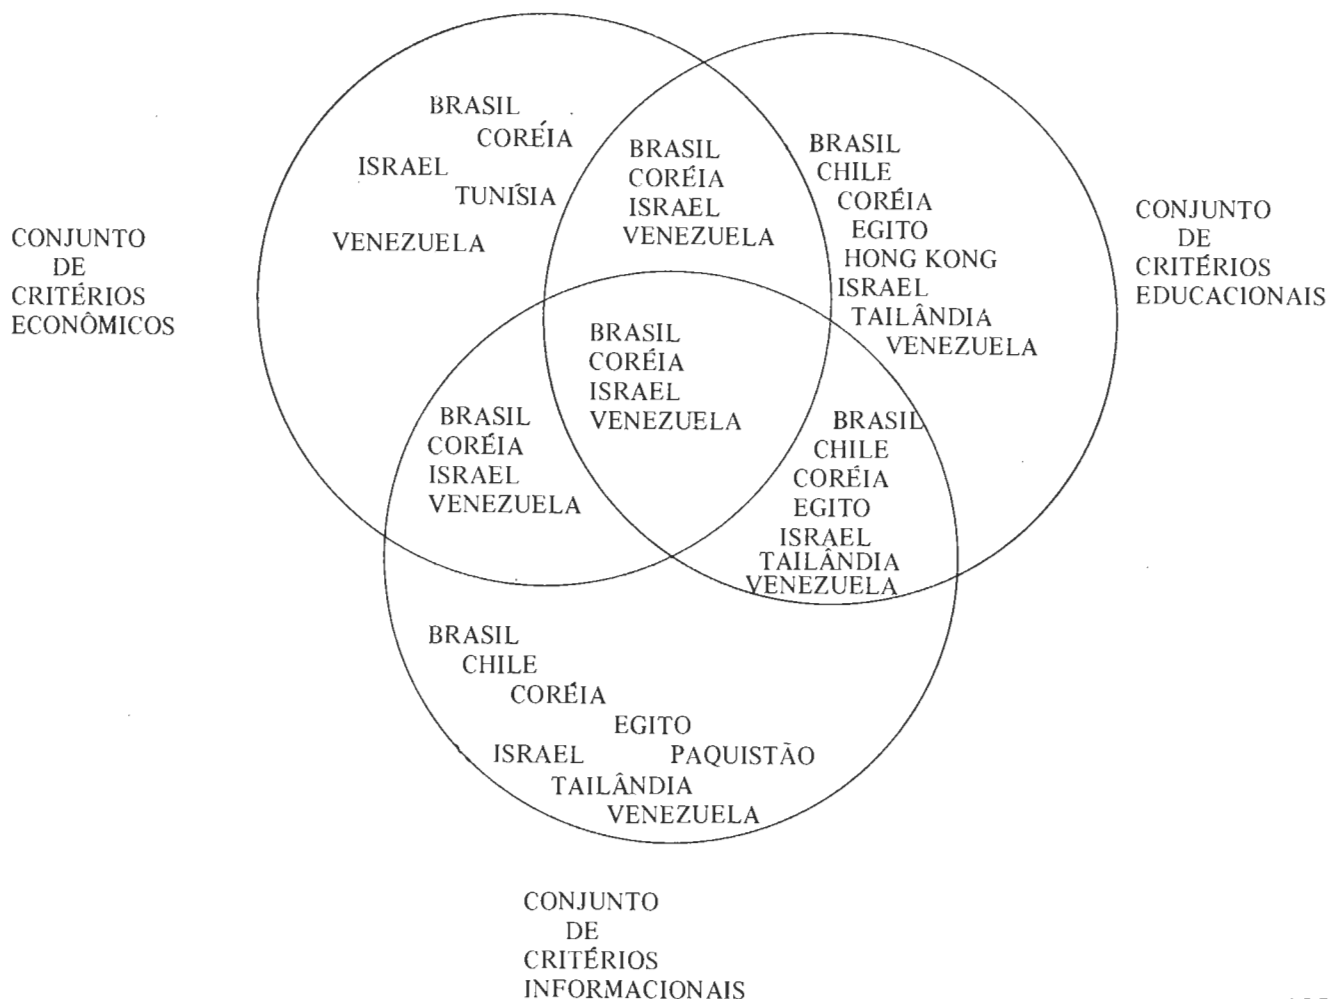 BRASIL
CORÉIA
ISRAEL
TUNÍSIA
VENEZUELA
CONJUNTO
DE
CRITÉRIOS
ECONÔMICOS
BRASIL
CORÉIA
ISRAEL
VENEZUELA
BRASIL
CHILE
CORÉIA
EGITO
HONG KONG
ISRAEL
TAILÂNDIA
VENEZUELA
CONJUNTO
DE
CRITÉRIOS
EDUCACIONAIS
BRASIL
CORÉIA
ISRAEL
VENEZUELA
BRASIL
CORÉIA
ISRAEL
VENEZUELA
BRASIL
CHILE
CORÉIA
EGITO
ISRAEL
TAILÂNDIA
VENEZUELA
BRASIL
CHILE
CORÉIA
EGITO
ISRAEL PAQUISTÃO
TAILÂNDIA
VENEZUELA
CONJUNTO
DE
CRITÉRIOS
INFORMACIONAIS